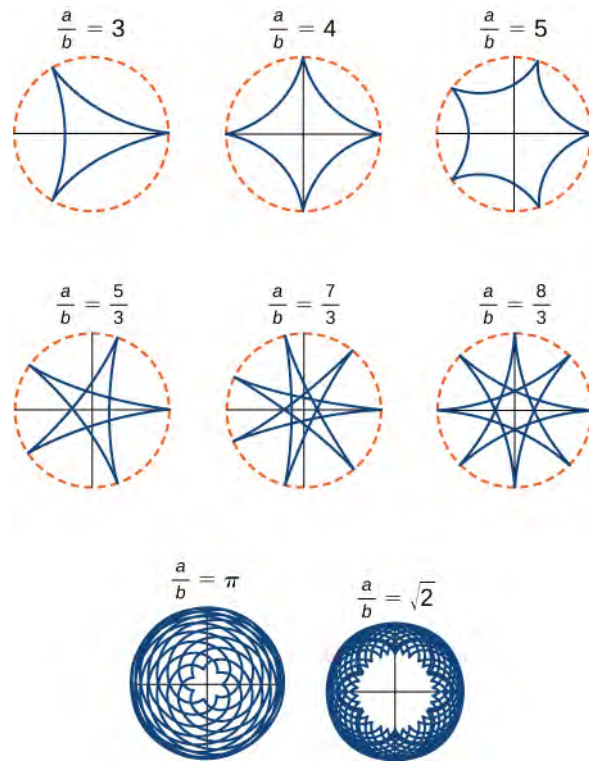 a/b = 3
a/b = 4
a/b = 5
a/b = 5/3
a/b = 7/3
a/b = 8/3
a/b = π
a/b = √2